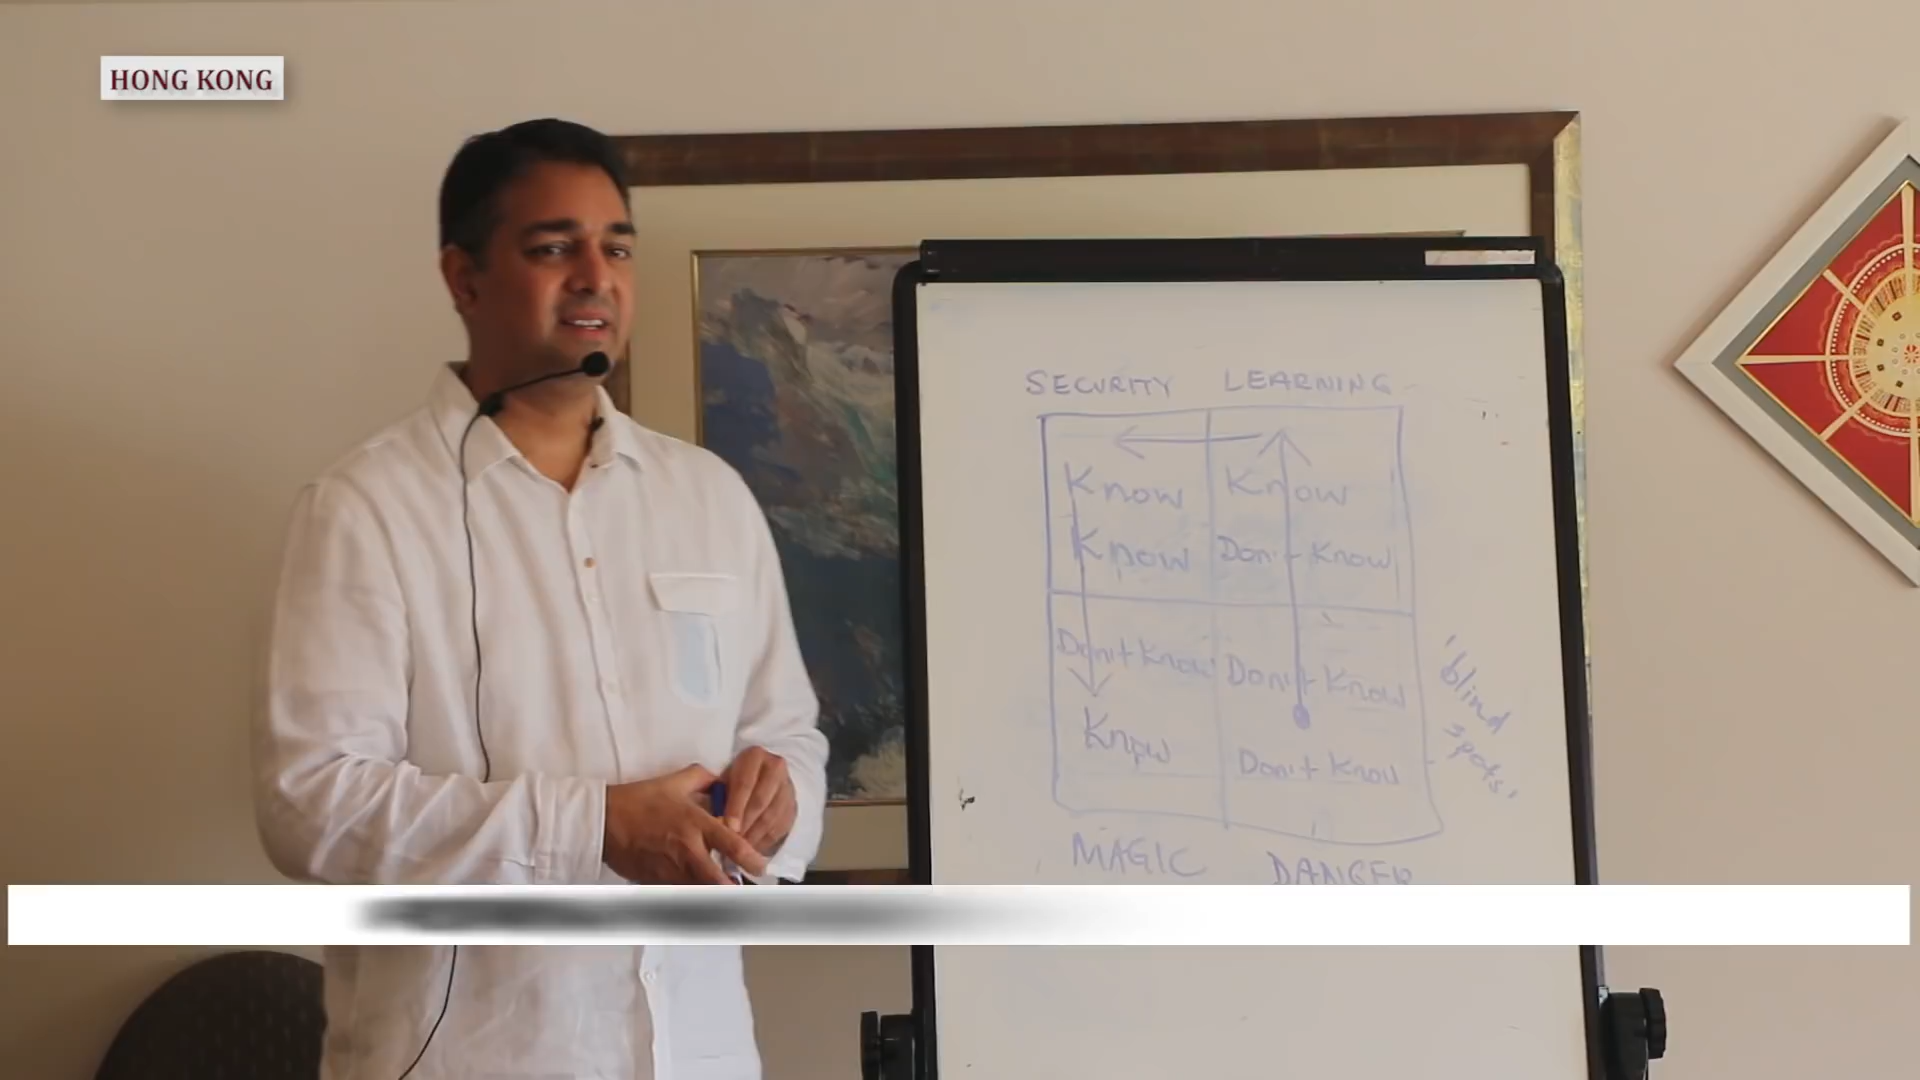 HONG KONG
SECURITY LEARNING
Know Know
Know Don't Know
Don't Know Don't Know
Know Don't Know
'blind
spots'
MAGIC DANGER